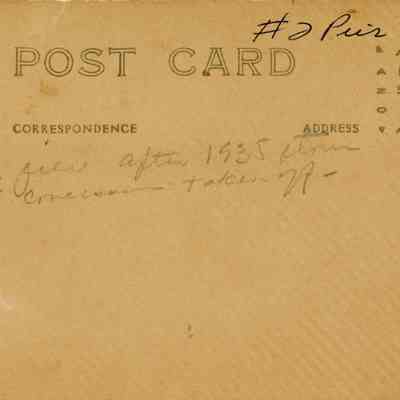 #2 Pier
POST CARD
CORRESPONDENCE ADDRESS
after 1935 storm
taken